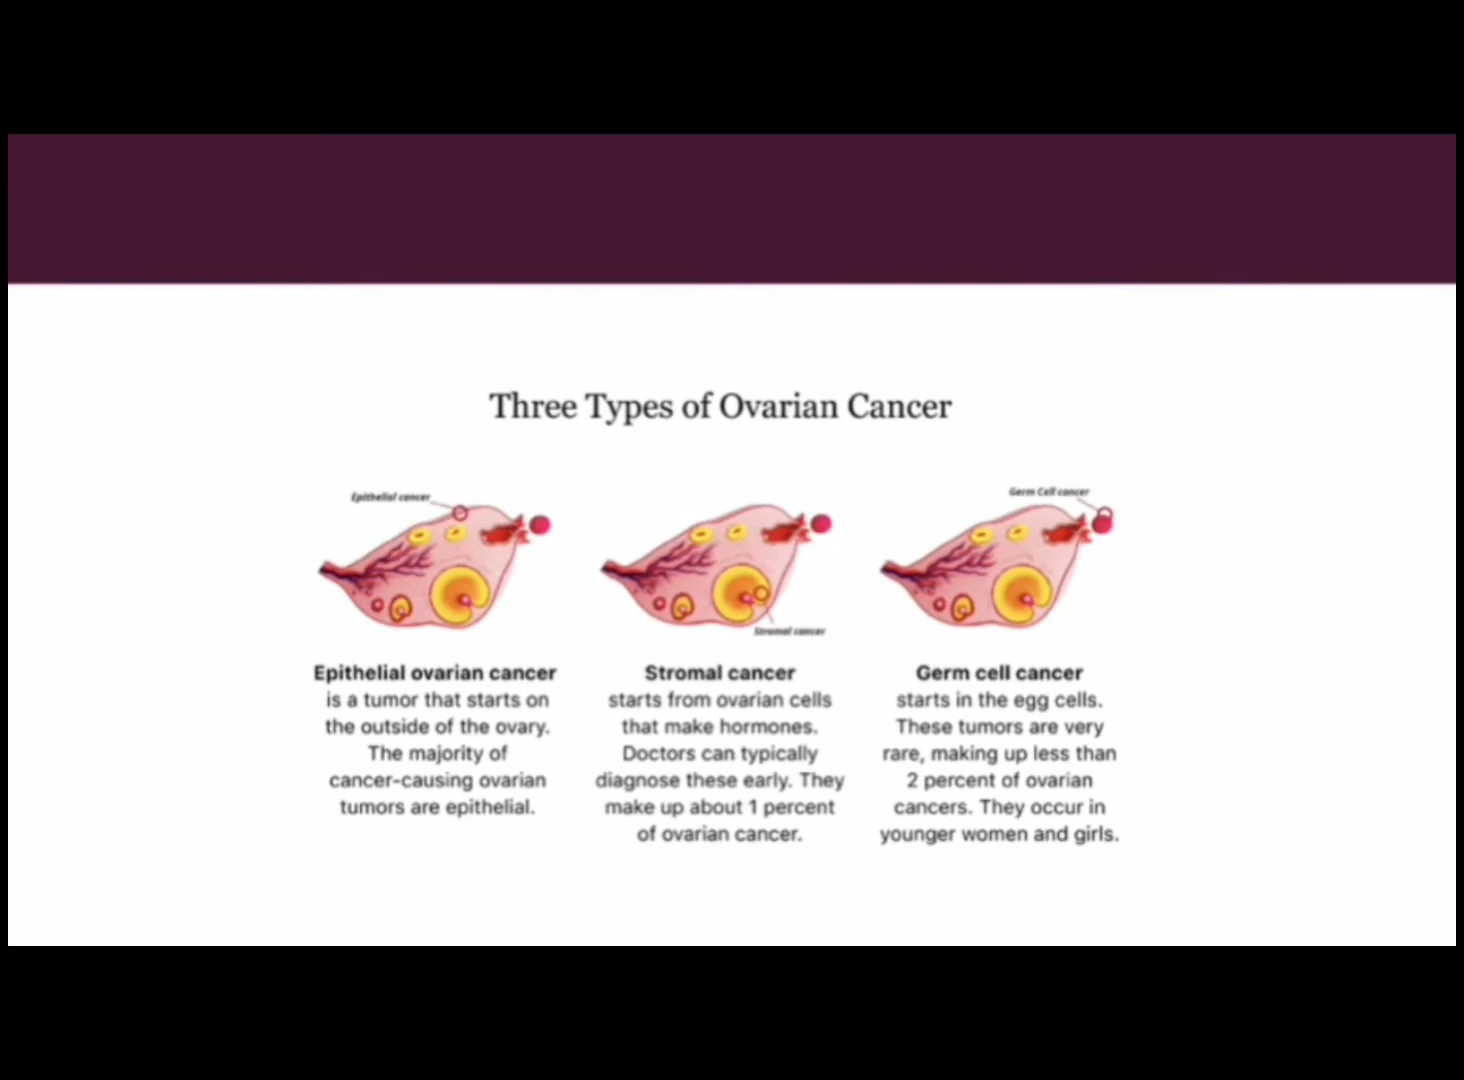 Three Types of Ovarian Cancer
Epithelial cancer
Germ Cell cancer
Stromal cancer
Epithelial ovarian cancer
is a tumor that starts on
the outside of the ovary.
The majority of
cancer-causing ovarian
tumors are epithelial.
Stromal cancer
starts from ovarian cells
that make hormones.
Doctors can typically
diagnose these early. They
make up about 1 percent
of ovarian cancer.
Germ cell cancer
starts in the egg cells.
These tumors are very
rare, making up less than
2 percent of ovarian
cancers. They occur in
younger women and girls.